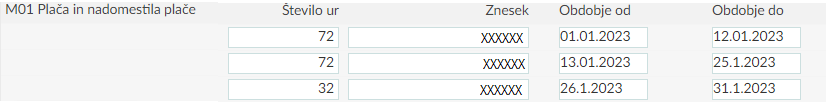 M01 Plača in nadomestila plače Število ur Znesek Obdobje od Obdobje do
72 XXXXXX 01.01.2023 12.01.2023
72 XXXXXX 13.01.2023 25.1.2023
32 XXXXXX 26.1.2023 31.1.2023